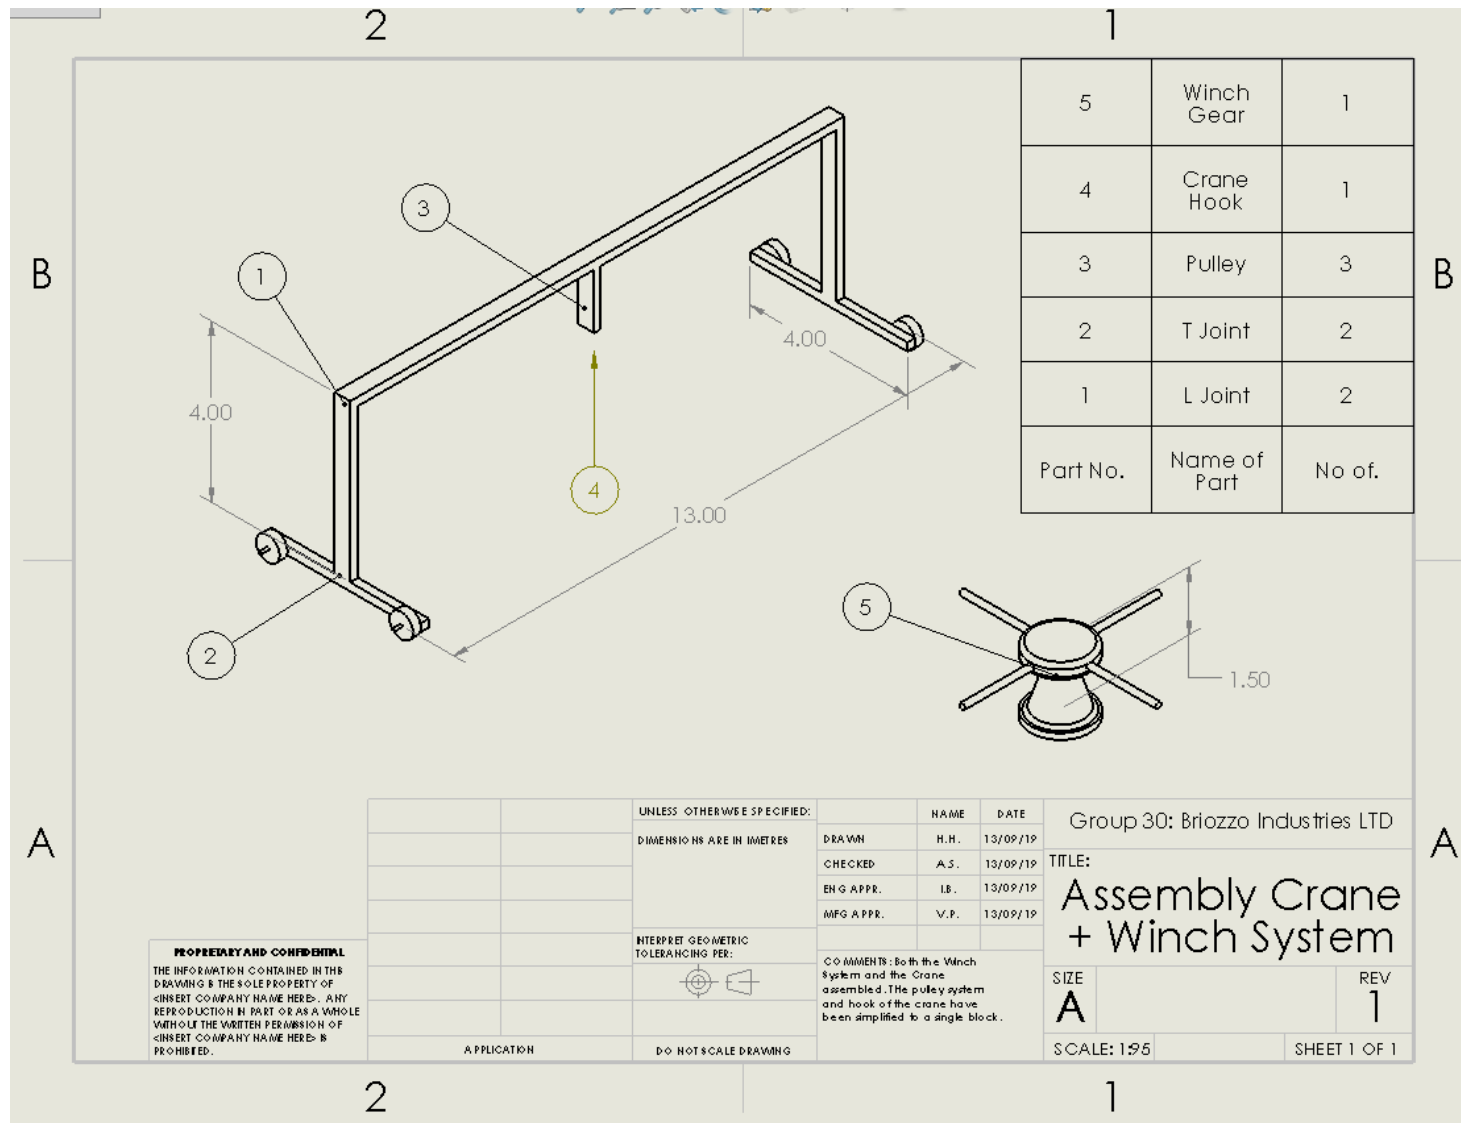 2
1
5
Winch
Gear
1
4
Crane
Hook
1
3
Pulley
3
2
T Joint
2
1
L Joint
2
Part No.
Name of
Part
No of.
B
B
3
1
4.00
4.00
4
13.00
2
5
1.50
A
A
UNLESS OTHERWISE SPECIFIED:
DIMENSIONS ARE IN METRES
INTERPRET GEOMETRIC
TOLERANCING PER:
DO NOT SCALE DRAWING
APPLICATION
NAME DATE
DRAWN H.H. 13/09/19
CHECKED A.S. 13/09/19
ENG APPR. I.B. 13/09/19
MFG APPR. V.P. 13/09/19
COMMENTS: Both the Winch
System and the Crane
assembled. The pulley system
and hook of the crane have
been simplified to a single block.
Group 30: Briozzo Industries LTD
TITLE:
Assembly Crane
+ Winch System
SIZE
A
REV
1
SCALE: 1:95
SHEET 1 OF 1
PROPRIETARY AND CONFIDENTIAL
THE INFORMATION CONTAINED IN THIS
DRAWING IS THE SOLE PROPERTY OF
<INSERT COMPANY NAME HERE>. ANY
REPRODUCTION IN PART OR AS A WHOLE
WITHOUT THE WRITTEN PERMISSION OF
<INSERT COMPANY NAME HERE> IS
PROHIBITED.
2
1